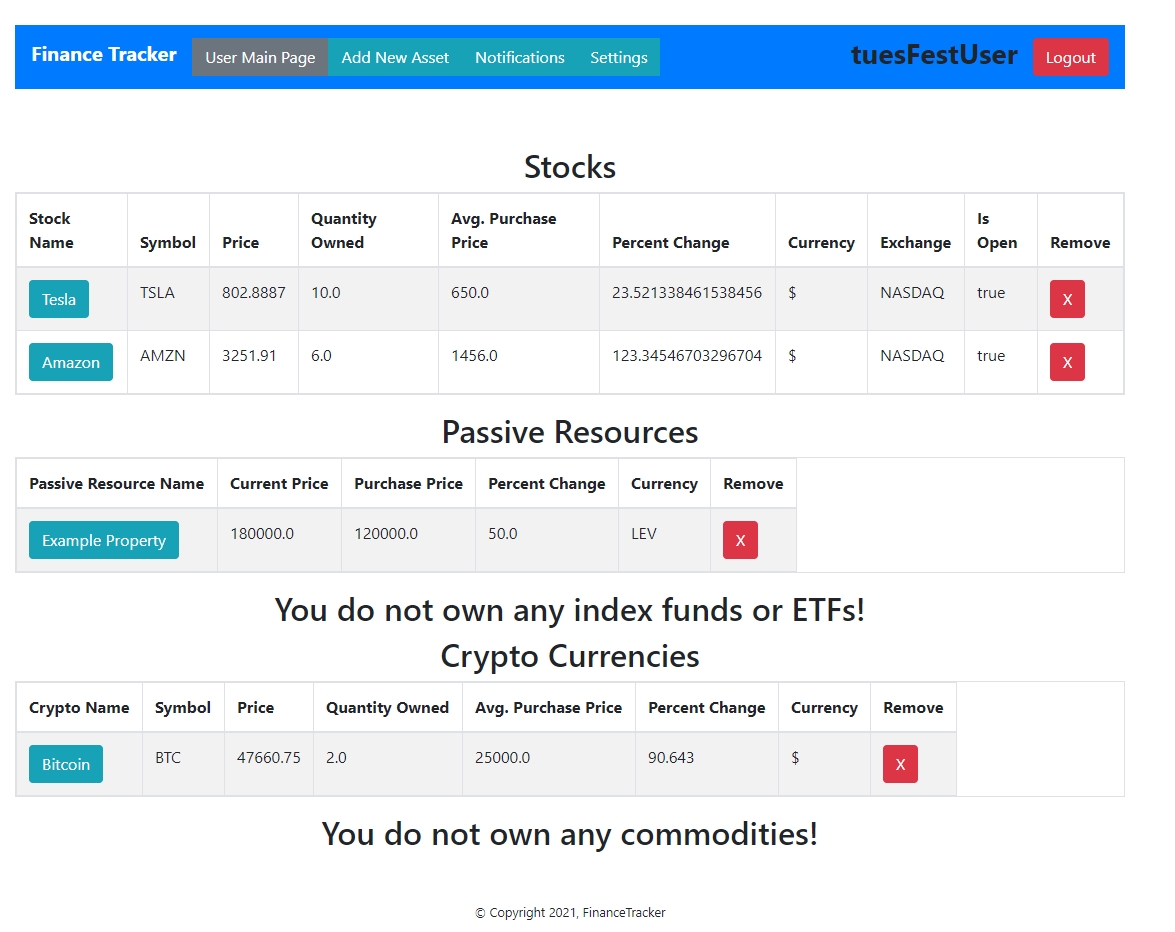 Finance Tracker User Main Page Add New Asset Notifications Settings tuesFestUser Logout
Stocks
Stock Name Symbol Price Quantity Owned Avg. Purchase Price Percent Change Currency Exchange Is Open Remove
Tesla TSLA 802.8887 10.0 650.0 23.521338461538456 $ NASDAQ true X
Amazon AMZN 3251.91 6.0 1456.0 123.34546703296704 $ NASDAQ true X
Passive Resources
Passive Resource Name Current Price Purchase Price Percent Change Currency Remove
Example Property 180000.0 120000.0 50.0 LEV X
You do not own any index funds or ETFs!
Crypto Currencies
Crypto Name Symbol Price Quantity Owned Avg. Purchase Price Percent Change Currency Remove
Bitcoin BTC 47660.75 2.0 25000.0 90.643 $ X
You do not own any commodities!
© Copyright 2021, FinanceTracker